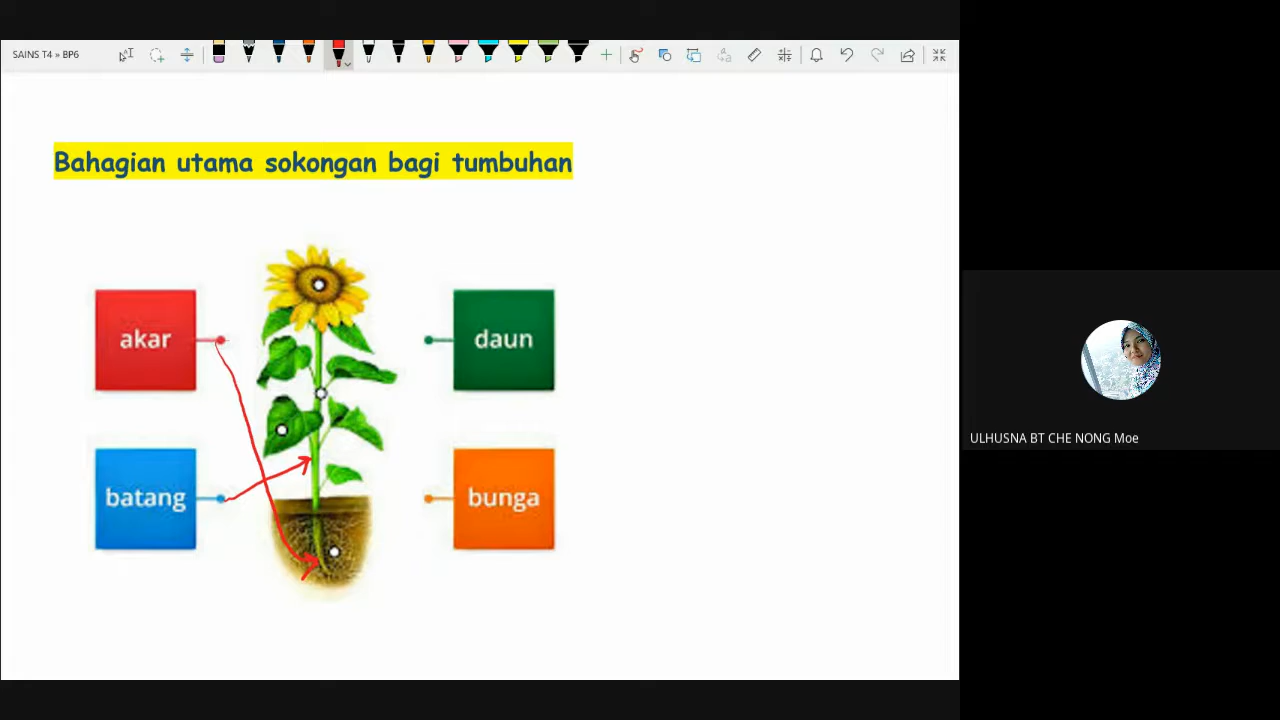 SAINS T4 » BP6
Bahagian utama sokongan bagi tumbuhan
akar
daun
batang
bunga
ULHUSNA BT CHE NONG Moe